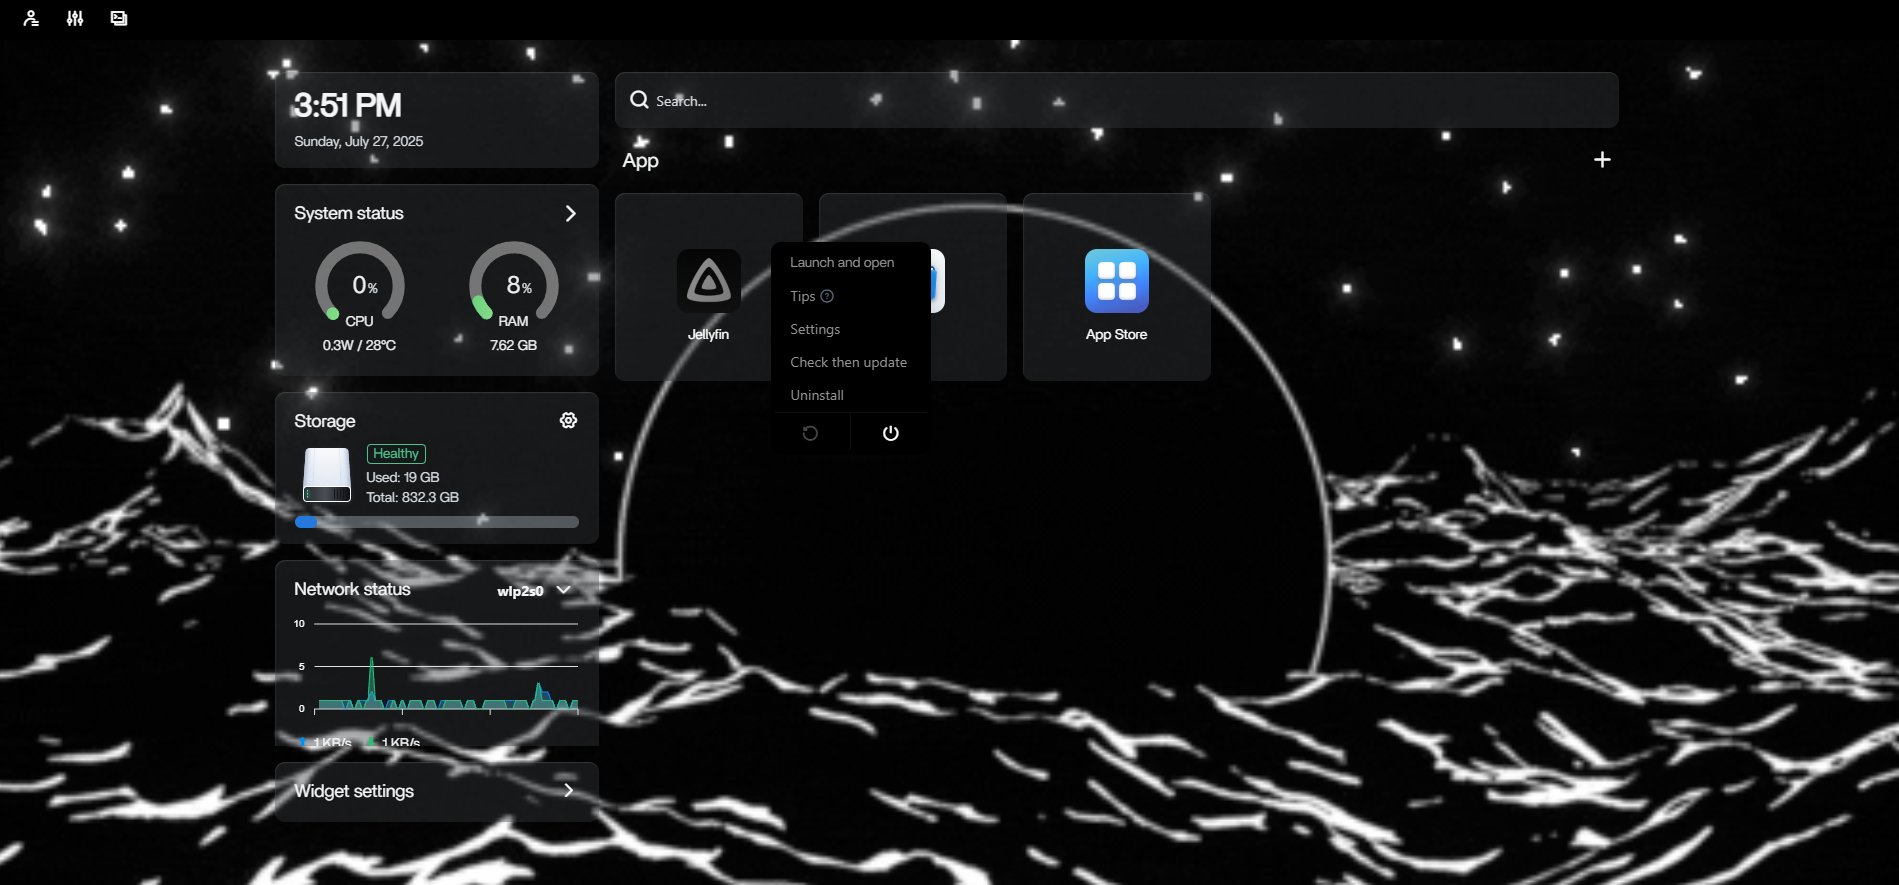 3:51 PM
Sunday, July 27, 2025
Search...
App
System status
0%
CPU
0.3W / 28°C
8%
RAM
7.62 GB
Jellyfin
Launch and open
Tips
Settings
Check then update
Uninstall
App Store
Storage
Healthy
Used: 19 GB
Total: 832.3 GB
Network status
wlp2s0
10
5
0
1 KB/s
1 KB/s
Widget settings